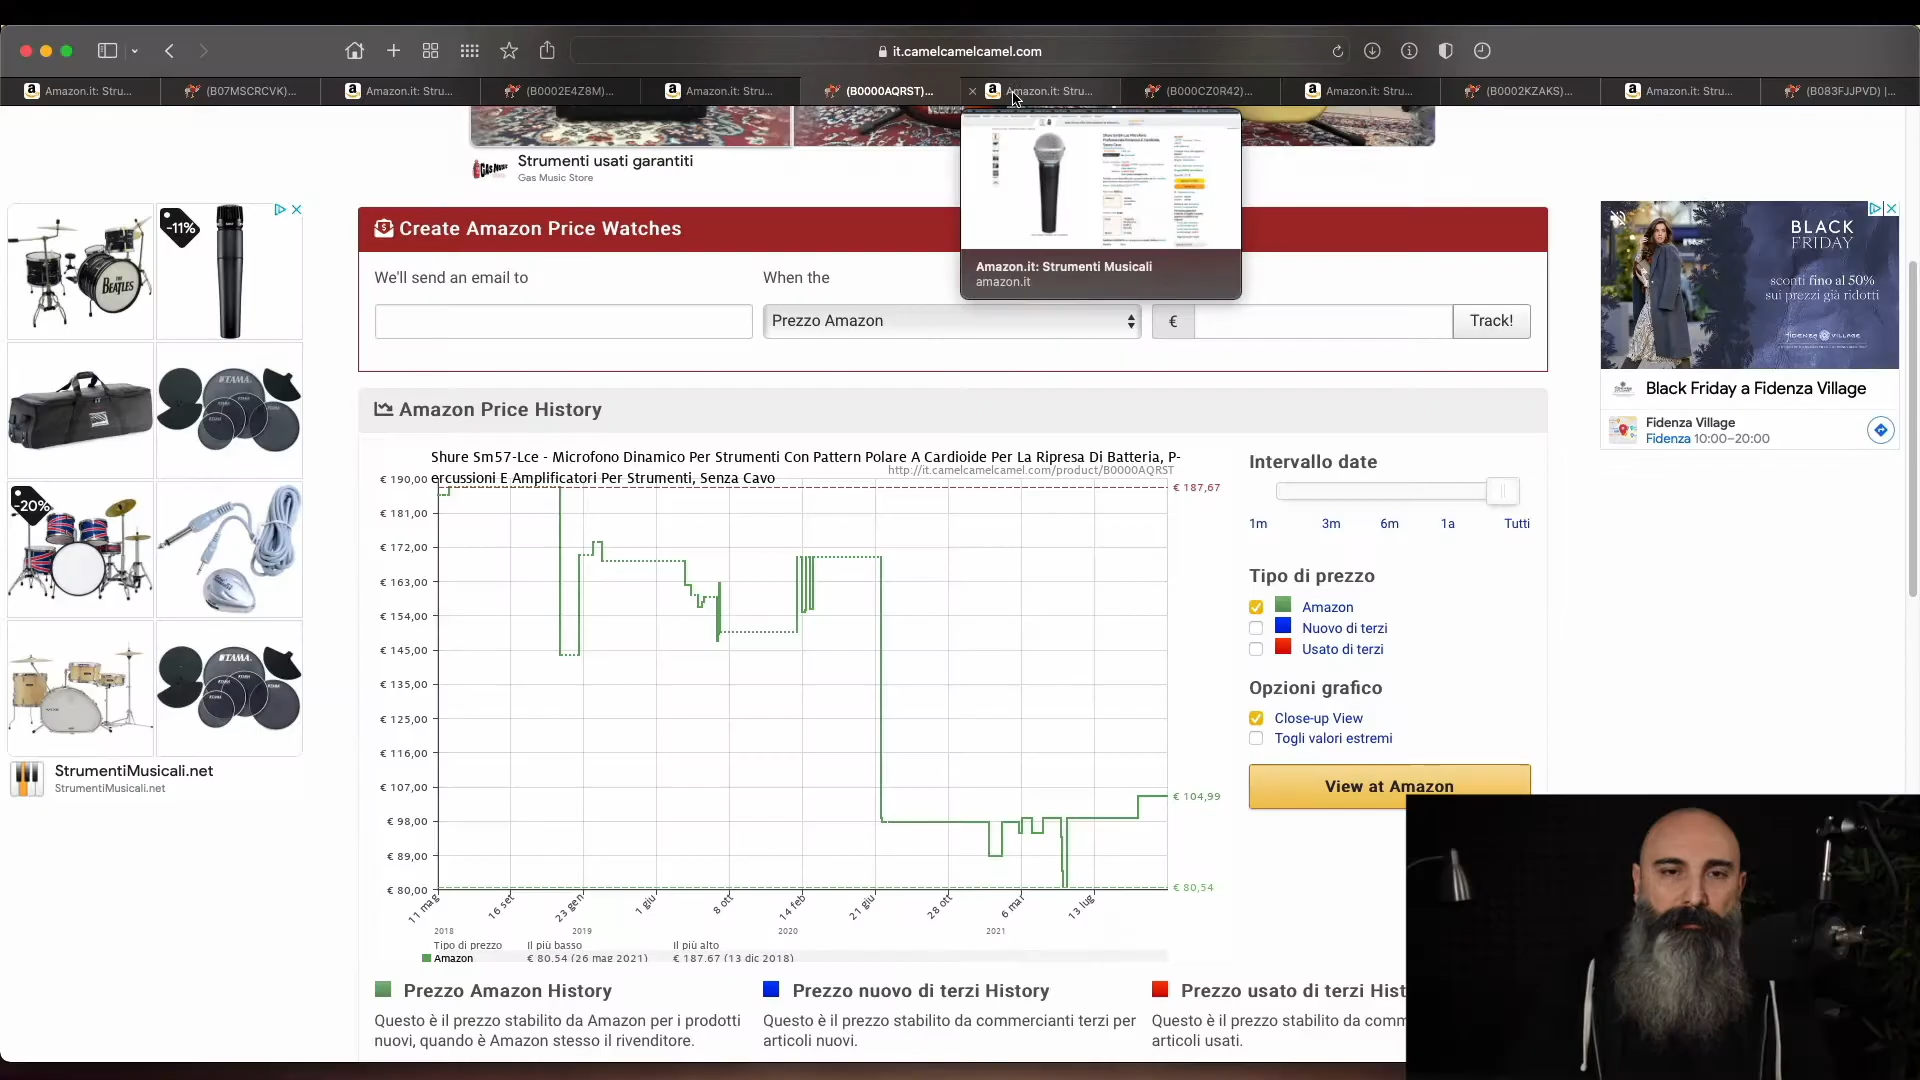 it.camelcamelcamel.com
Amazon.it: Stru...
(B07MSCRCVK)...
Amazon.it: Stru...
(B0002E4Z8M)...
Amazon.it: Stru...
(B0000AQRST)...
Amazon.it: Stru...
(B000CZ0R42)...
Amazon.it: Stru...
(B0002KZAKS)...
Amazon.it: Stru...
(B083FJJPVD) |...
Strumenti usati garantiti
Gas Music Store
Amazon.it: Strumenti Musicali
amazon.it
-11%
THE BEATLES
TAMA
-20%
TAMA
StrumentiMusicali.net
StrumentiMusicali.net
Create Amazon Price Watches
We'll send an email to
When the
Prezzo Amazon
€
Track!
BLACK
FRIDAY
sconti fino al 50%
sui prezzi già ridotti
FIDENZA VILLAGE
Black Friday a Fidenza Village
Fidenza Village
Fidenza 10:00–20:00
Amazon Price History
Shure Sm57-Lce - Microfono Dinamico Per Strumenti Con Pattern Polare A Cardioide Per La Ripresa Di Batteria, P-
http://it.camelcamelcamel.com/product/B0000AQRST
ercussioni E Amplificatori Per Strumenti, Senza Cavo
€ 190,00
€ 187,67
€ 181,00
€ 172,00
€ 163,00
€ 154,00
€ 145,00
€ 135,00
€ 125,00
€ 116,00
€ 107,00
€ 104,99
€ 98,00
€ 89,00
€ 80,00
€ 80,54
11 mag
16 set
23 gen
1 giu
8 ott
14 feb
21 giu
28 ott
6 mar
13 lug
2018
2019
2020
2021
Tipo di prezzo
Il più basso
Il più alto
Amazon
€ 80,54 (26 mag 2021)
€ 187,67 (13 dic 2018)
Intervallo date
1m
3m
6m
1a
Tutti
Tipo di prezzo
Amazon
Nuovo di terzi
Usato di terzi
Opzioni grafico
Close-up View
Togli valori estremi
View at Amazon
Prezzo Amazon History
Questo è il prezzo stabilito da Amazon per i prodotti
nuovi, quando è Amazon stesso il rivenditore.
Prezzo nuovo di terzi History
Questo è il prezzo stabilito da commercianti terzi per
articoli nuovi.
Prezzo usato di terzi Hist
Questo è il prezzo stabilito da comm
articoli usati.